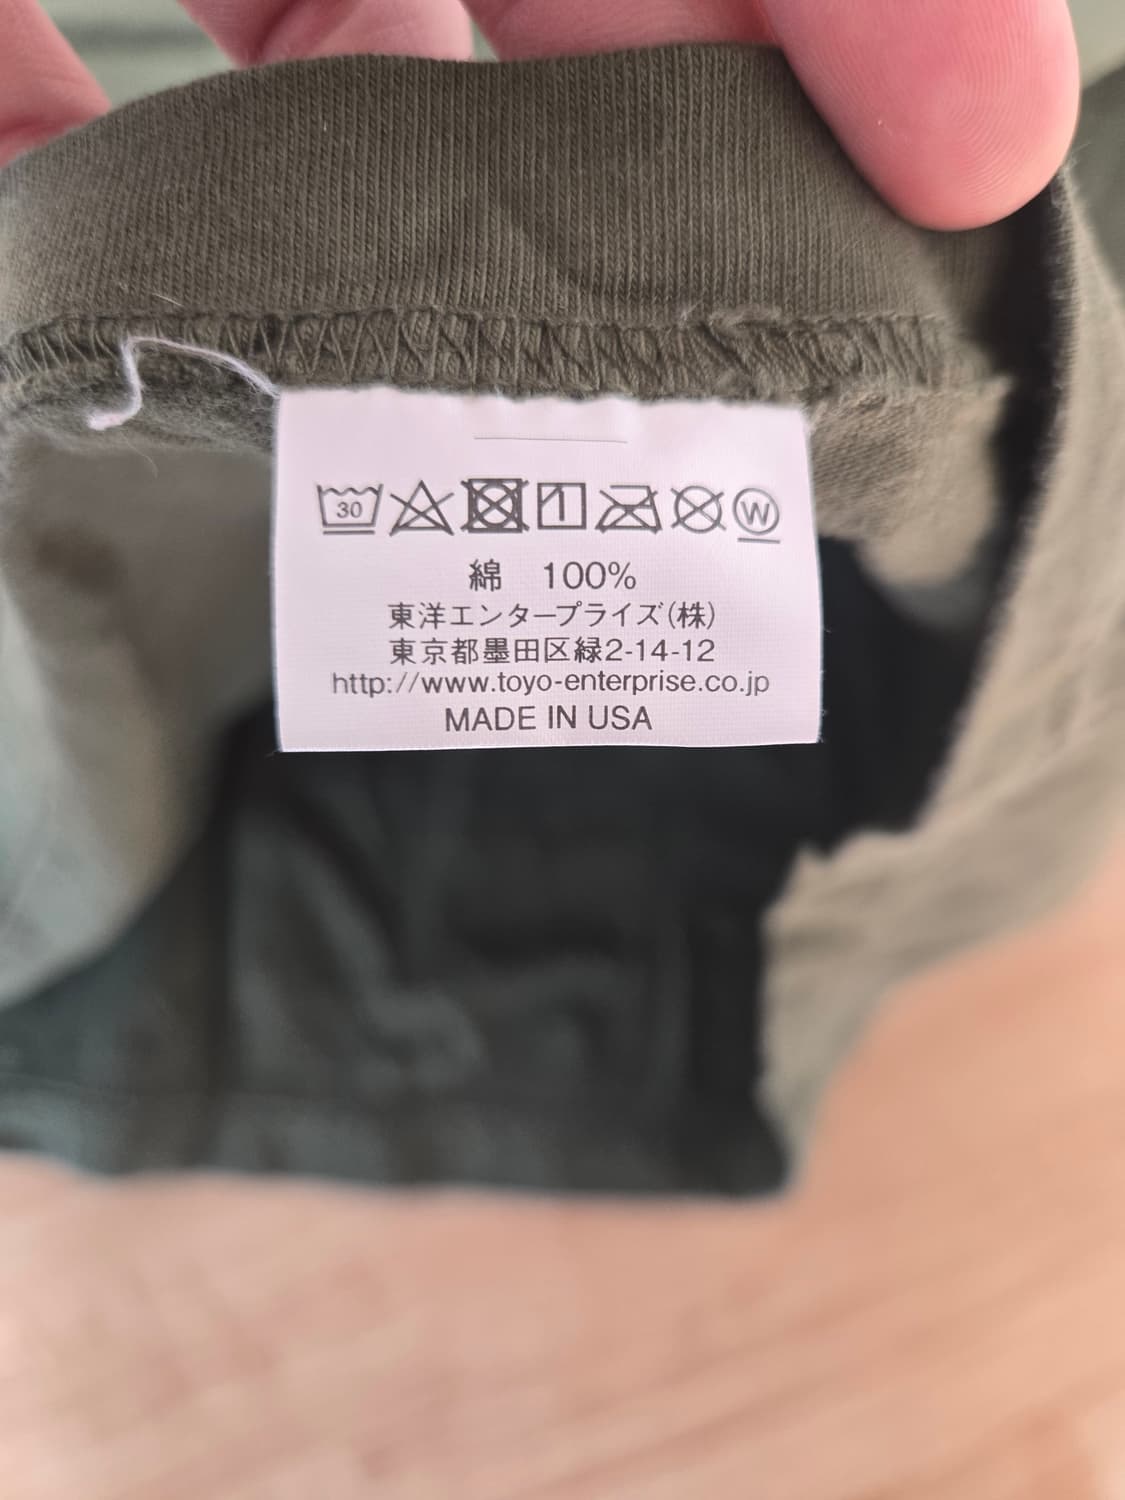 30 W
綿 100%
東洋エンタープライズ(株)
東京都墨田区緑2-14-12
http://www.toyo-enterprise.co.jp
MADE IN USA